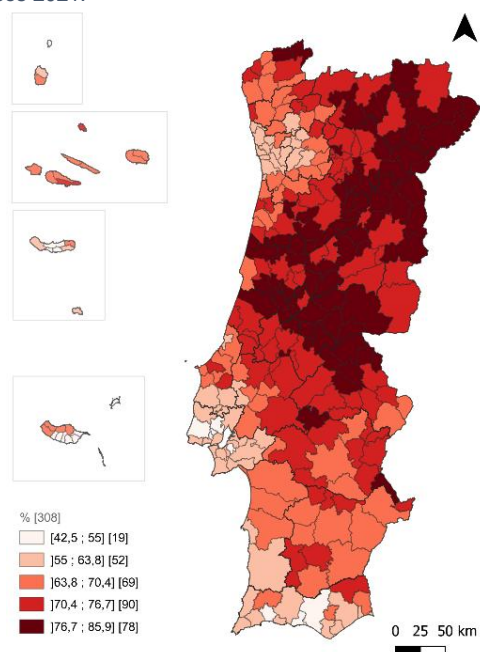 % [308]
[42,5 ; 55] [19]
]55 ; 63,8] [52]
]63,8 ; 70,4] [69]
]70,4 ; 76,7] [90]
]76,7 ; 85,9] [78]
0 25 50 km